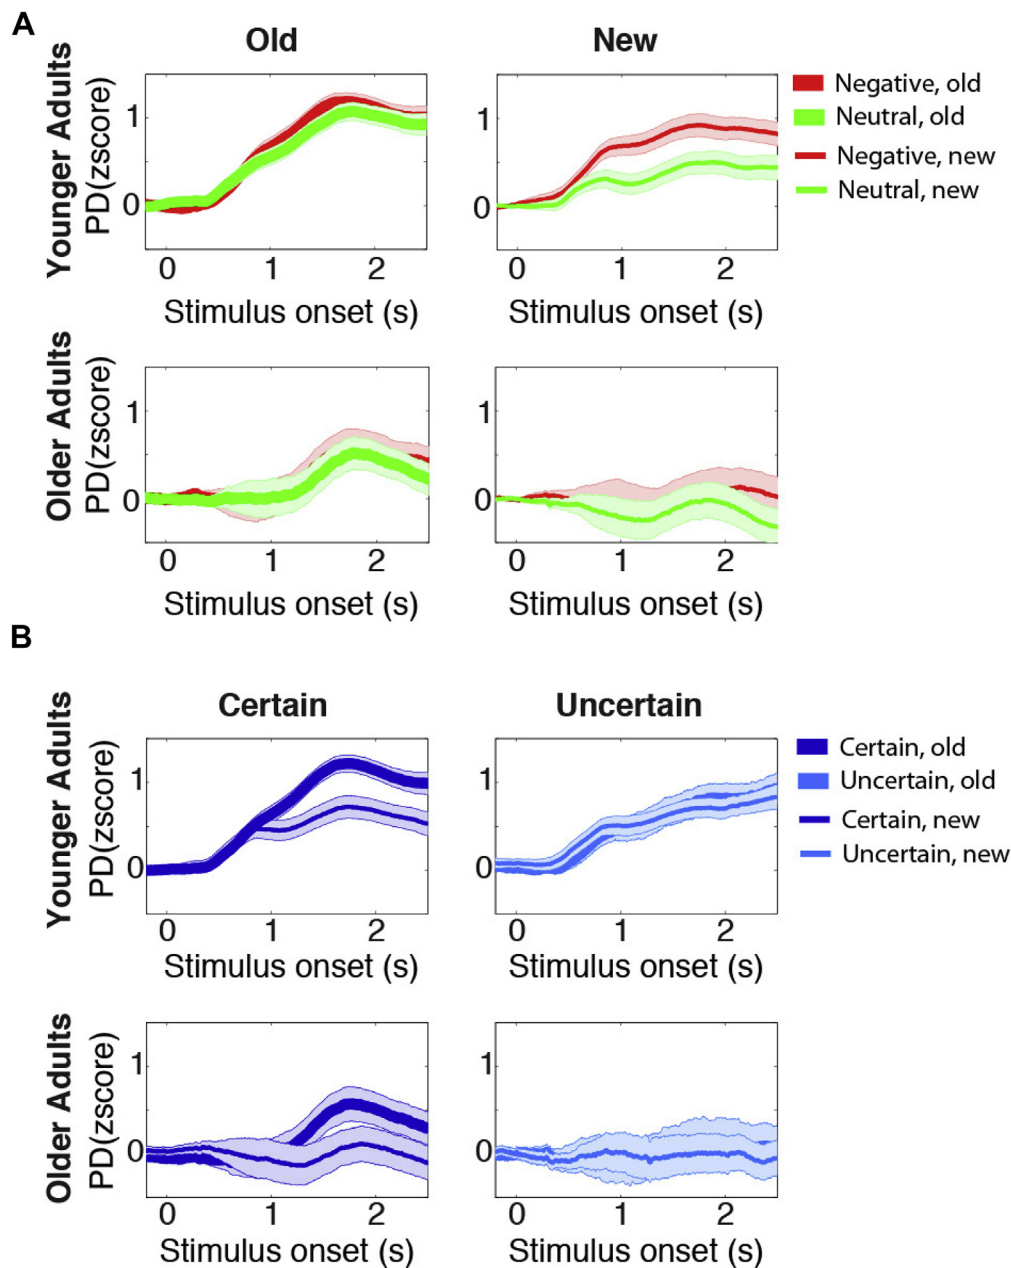 A
Old
New
Younger Adults
PD(zscore)
1
0
0
1
2
Stimulus onset (s)
1
0
0
1
2
Stimulus onset (s)
Negative, old
Neutral, old
Negative, new
Neutral, new
Older Adults
PD(zscore)
1
0
0
1
2
Stimulus onset (s)
1
0
0
1
2
Stimulus onset (s)
B
Certain
Uncertain
Younger Adults
PD(zscore)
1
0
0
1
2
Stimulus onset (s)
1
0
0
1
2
Stimulus onset (s)
Certain, old
Uncertain, old
Certain, new
Uncertain, new
Older Adults
PD(zscore)
1
0
0
1
2
Stimulus onset (s)
1
0
0
1
2
Stimulus onset (s)